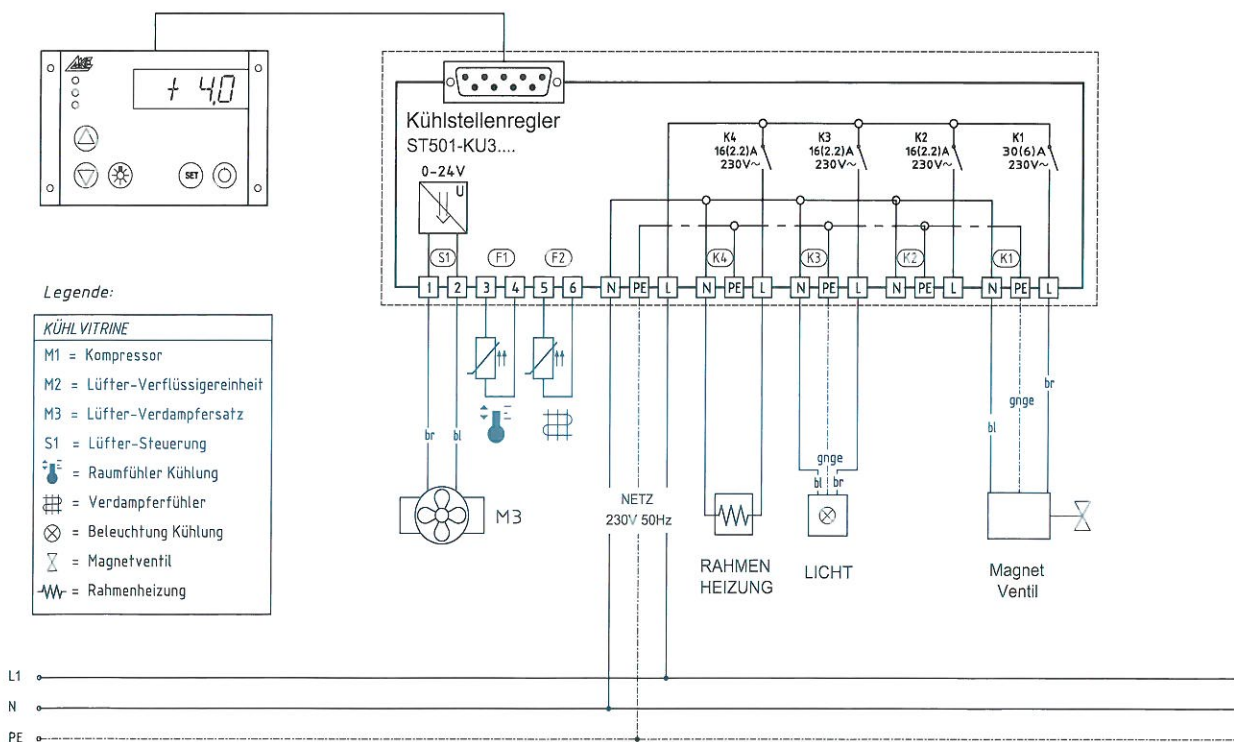 AKE
+ 4.0
SET
Kühlstellenregler
ST501-KU3....
0-24V
U
K4
16(2.2)A
230V~
K3
16(2.2)A
230V~
K2
16(2.2)A
230V~
K1
30(6)A
230V~
S1 F1 F2 K4 K3 K2 K1
1 2 3 4 5 6 N PE L N PE L N PE L N PE L N PE L
Legende:
KÜHLVITRINE
M1 = Kompressor
M2 = Lüfter-Verflüssigereinheit
M3 = Lüfter-Verdampfersatz
S1 = Lüfter-Steuerung
= Raumfühler Kühlung
= Verdampferfühler
= Beleuchtung Kühlung
= Magnetventil
= Rahmenheizung
br bl
M3
NETZ
230V 50Hz
RAHMEN
HEIZUNG
gnge
bl br
LICHT
br
gnge
bl
Magnet
Ventil
L1
N
PE